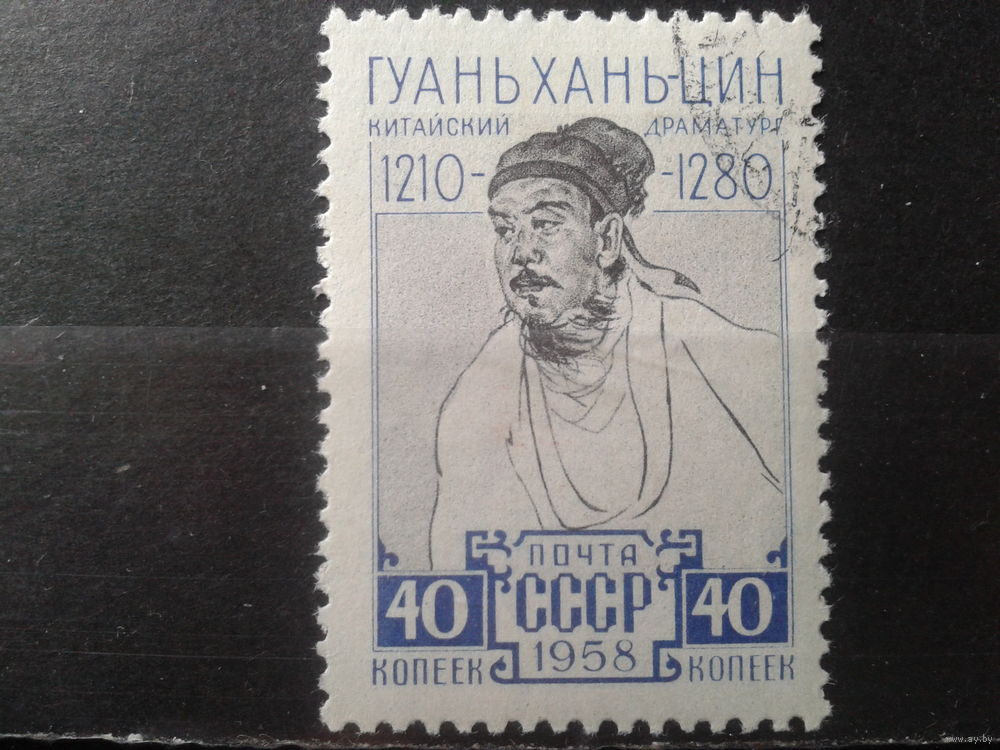 ГУАНЬ ХАНЬ-ЦИН
КИТАЙСКИЙ ДРАМАТУРГ
1210- -1280
ПОЧТА
40 СССР 40
КОПЕЕК 1958 КОПЕЕК
www.ay.by